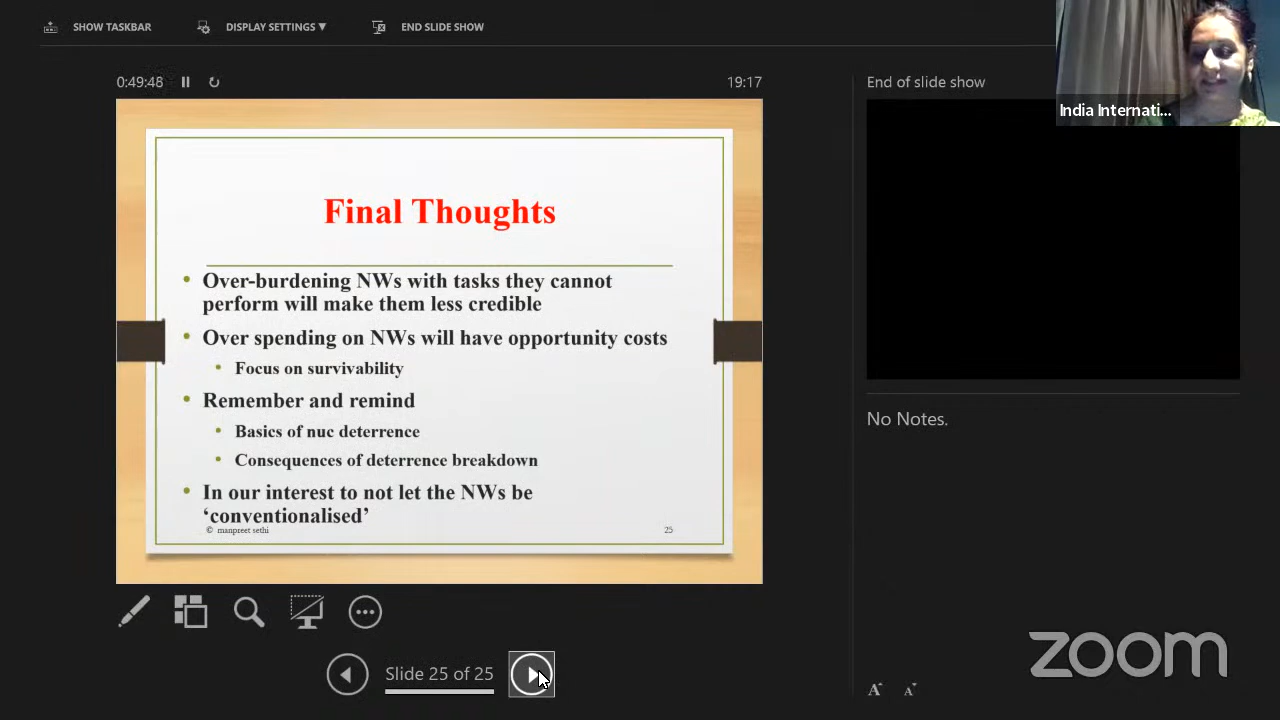 SHOW TASKBAR
DISPLAY SETTINGS ▼
END SLIDE SHOW
0:49:48
19:17
End of slide show
India Internati...
Final Thoughts
• Over-burdening NWs with tasks they cannot
perform will make them less credible
• Over spending on NWs will have opportunity costs
• Focus on survivability
• Remember and remind
• Basics of nuc deterrence
• Consequences of deterrence breakdown
• In our interest to not let the NWs be
‘conventionalised’
© manpreet sethi
25
No Notes.
Slide 25 of 25
A A
zoom